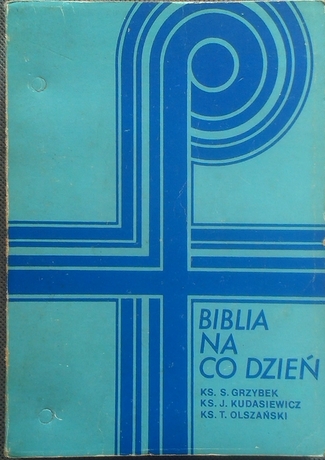 BIBLIA
NA
CO DZIEŃ
KS. S. GRZYBEK
KS. J. KUDASIEWICZ
KS. T. OLSZAŃSKI